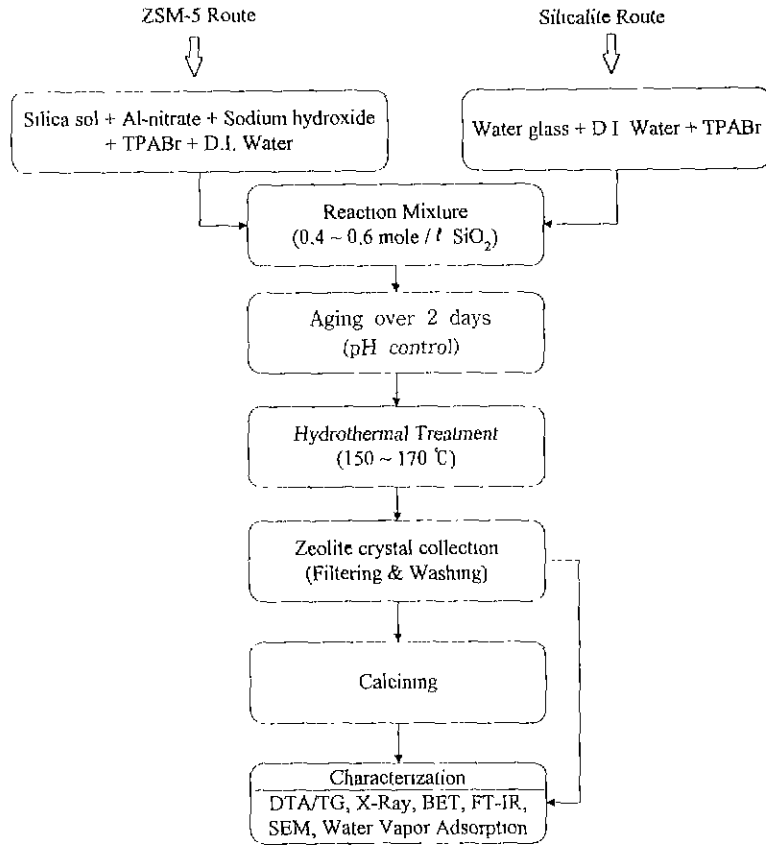 ZSM-5 Route
Silicalite Route
Silica sol + Al-nitrate + Sodium hydroxide
+ TPABr + D.I. Water
Water glass + D I Water + TPABr
Reaction Mixture
(0.4 ~ 0.6 mole / ℓ SiO₂)
Aging over 2 days
(pH control)
Hydrothermal Treatment
(150 ~ 170 ℃)
Zeolite crystal collection
(Filtering & Washing)
Calcining
Characterization
DTA/TG, X-Ray, BET, FT-IR,
SEM, Water Vapor Adsorption